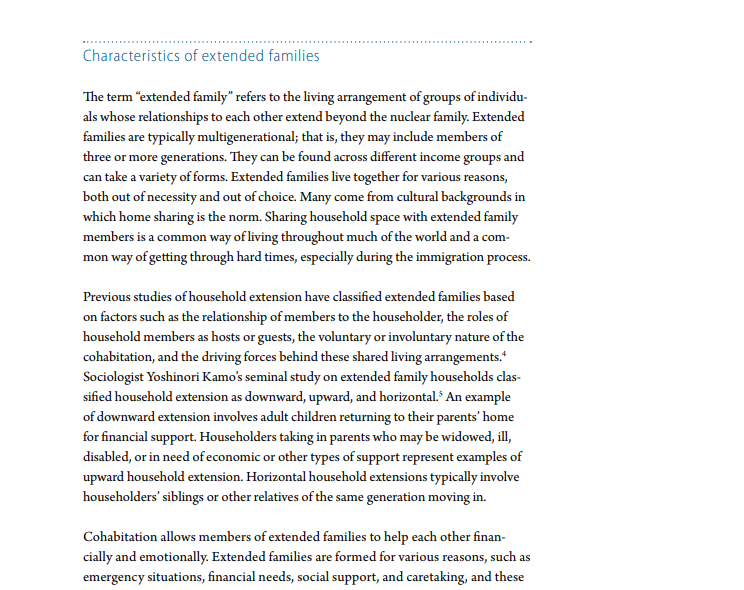 Characteristics of extended families
The term “extended family” refers to the living arrangement of groups of individu-
als whose relationships to each other extend beyond the nuclear family. Extended
families are typically multigenerational; that is, they may include members of
three or more generations. They can be found across different income groups and
can take a variety of forms. Extended families live together for various reasons,
both out of necessity and out of choice. Many come from cultural backgrounds in
which home sharing is the norm. Sharing household space with extended family
members is a common way of living throughout much of the world and a com-
mon way of getting through hard times, especially during the immigration process.
Previous studies of household extension have classified extended families based
on factors such as the relationship of members to the householder, the roles of
household members as hosts or guests, the voluntary or involuntary nature of the
cohabitation, and the driving forces behind these shared living arrangements.⁴
Sociologist Yoshinori Kamo’s seminal study on extended family households clas-
sified household extension as downward, upward, and horizontal.⁵ An example
of downward extension involves adult children returning to their parents’ home
for financial support. Householders taking in parents who may be widowed, ill,
disabled, or in need of economic or other types of support represent examples of
upward household extension. Horizontal household extensions typically involve
householders’ siblings or other relatives of the same generation moving in.
Cohabitation allows members of extended families to help each other finan-
cially and emotionally. Extended families are formed for various reasons, such as
emergency situations, financial needs, social support, and caretaking, and these